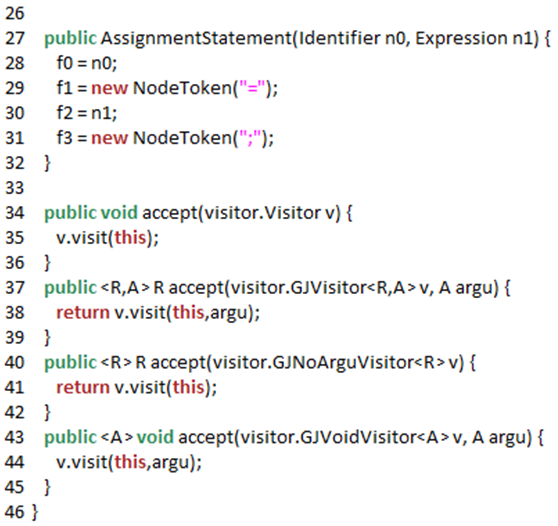 26
27 public AssignmentStatement(Identifier n0, Expression n1) {
28 f0 = n0;
29 f1 = new NodeToken("=");
30 f2 = n1;
31 f3 = new NodeToken(";");
32 }
33
34 public void accept(visitor.Visitor v) {
35 v.visit(this);
36 }
37 public <R,A> R accept(visitor.GJVisitor<R,A> v, A argu) {
38 return v.visit(this,argu);
39 }
40 public <R> R accept(visitor.GJNoArguVisitor<R> v) {
41 return v.visit(this);
42 }
43 public <A> void accept(visitor.GJVoidVisitor<A> v, A argu) {
44 v.visit(this,argu);
45 }
46 }